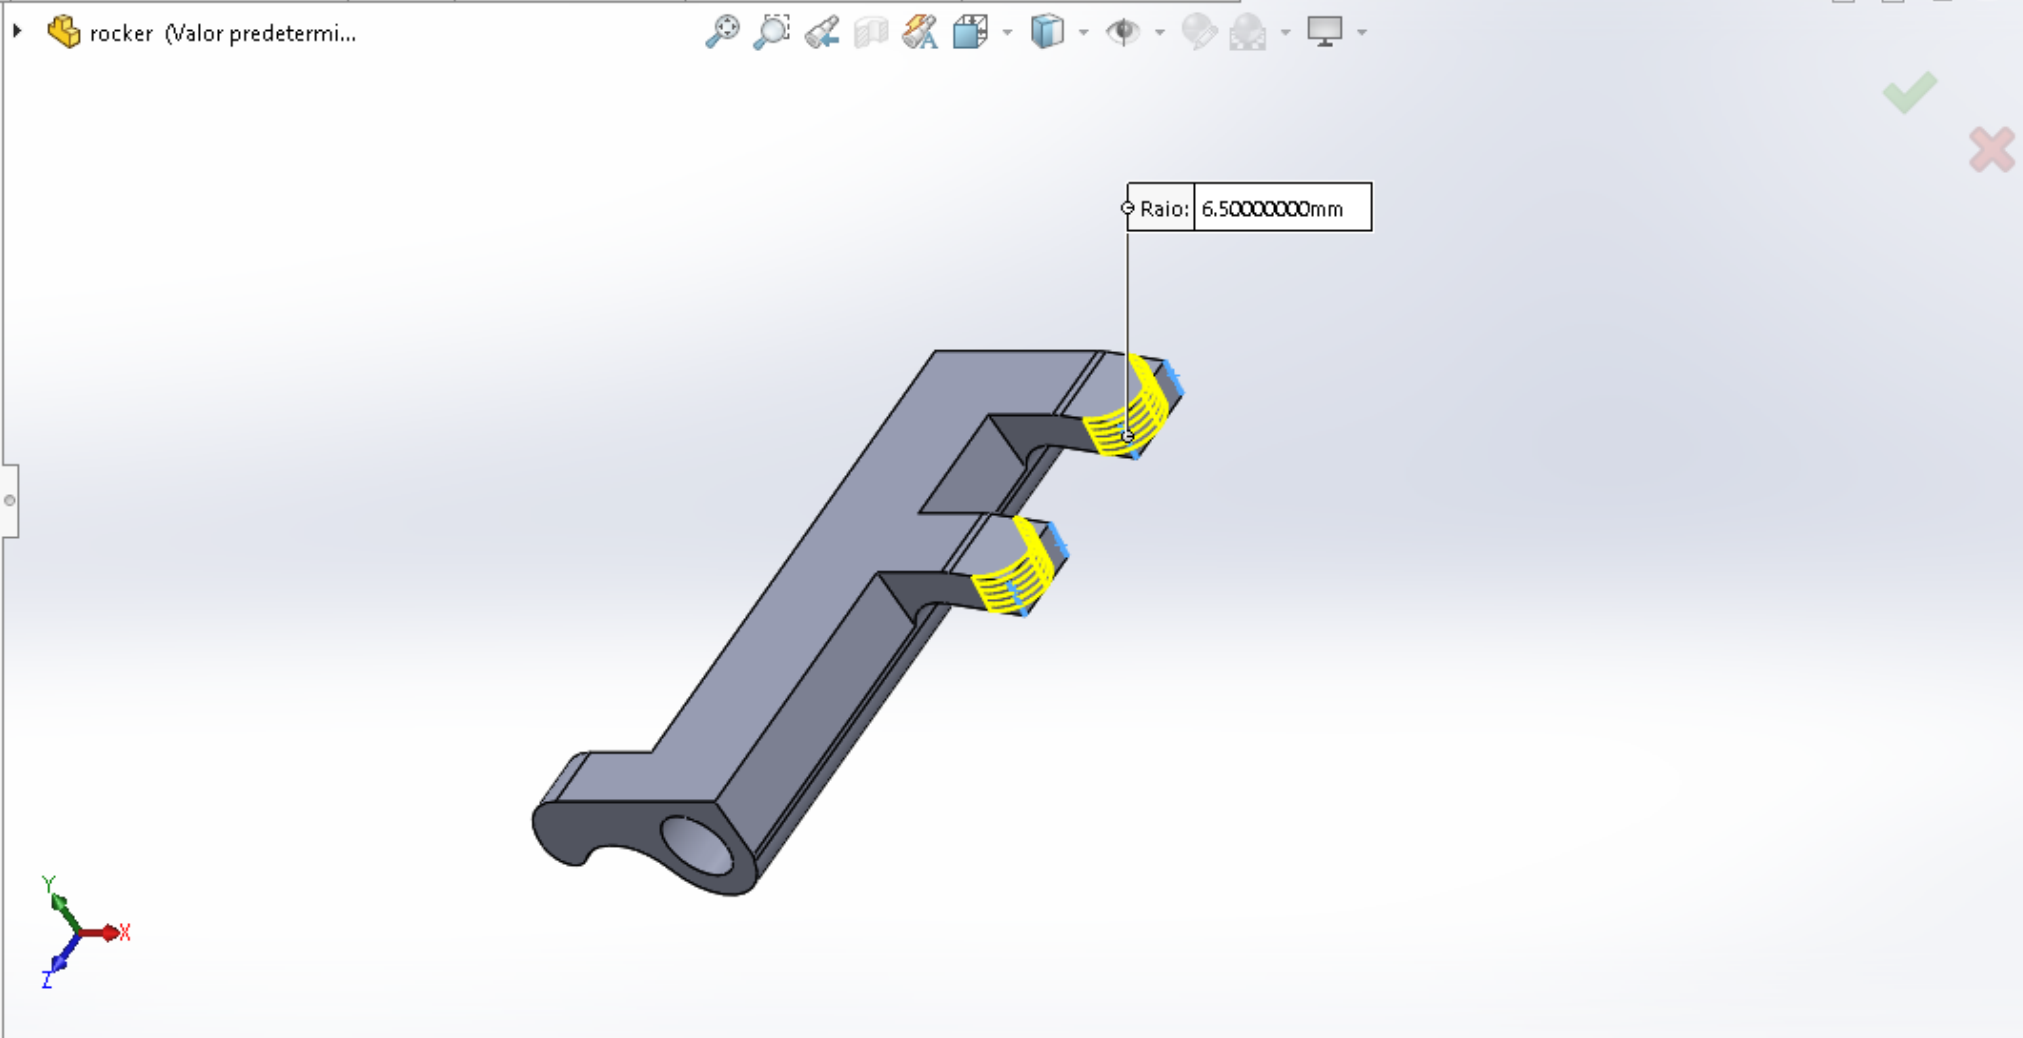 rocker (Valor predetermi...
Raio: 6.50000000mm
Y
X
Z